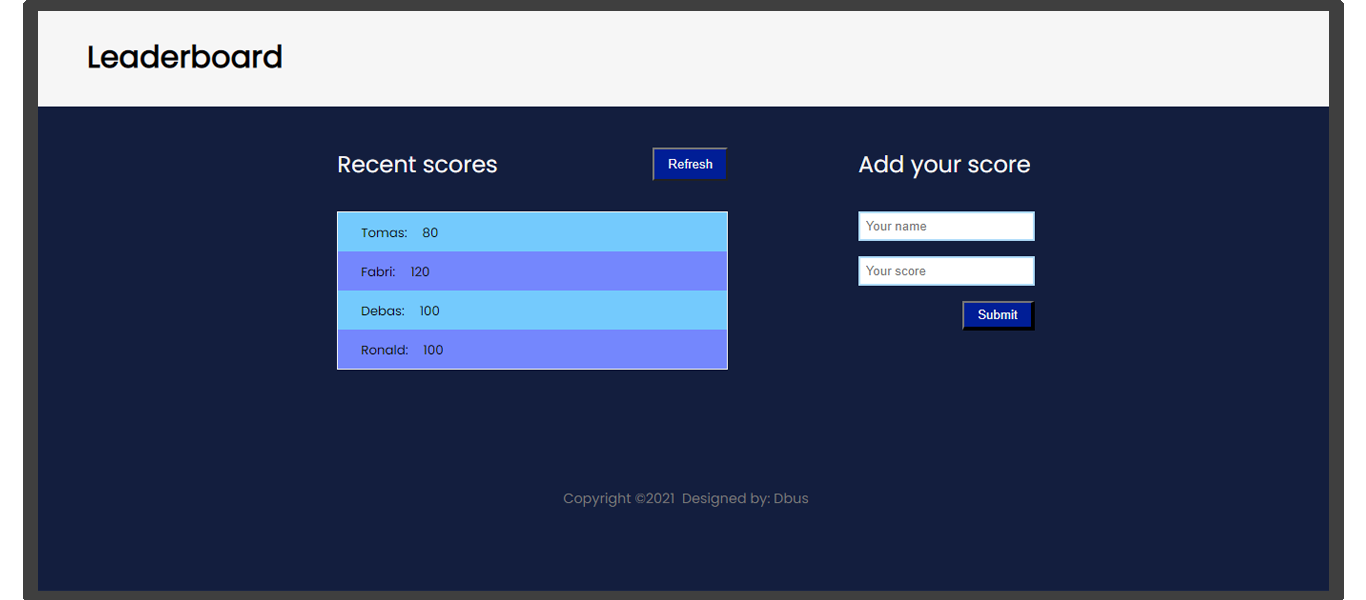 Leaderboard
Recent scores
Refresh
Tomas: 80
Fabri: 120
Debas: 100
Ronald: 100
Add your score
Your name
Your score
Submit
Copyright ©2021 Designed by: Dbus